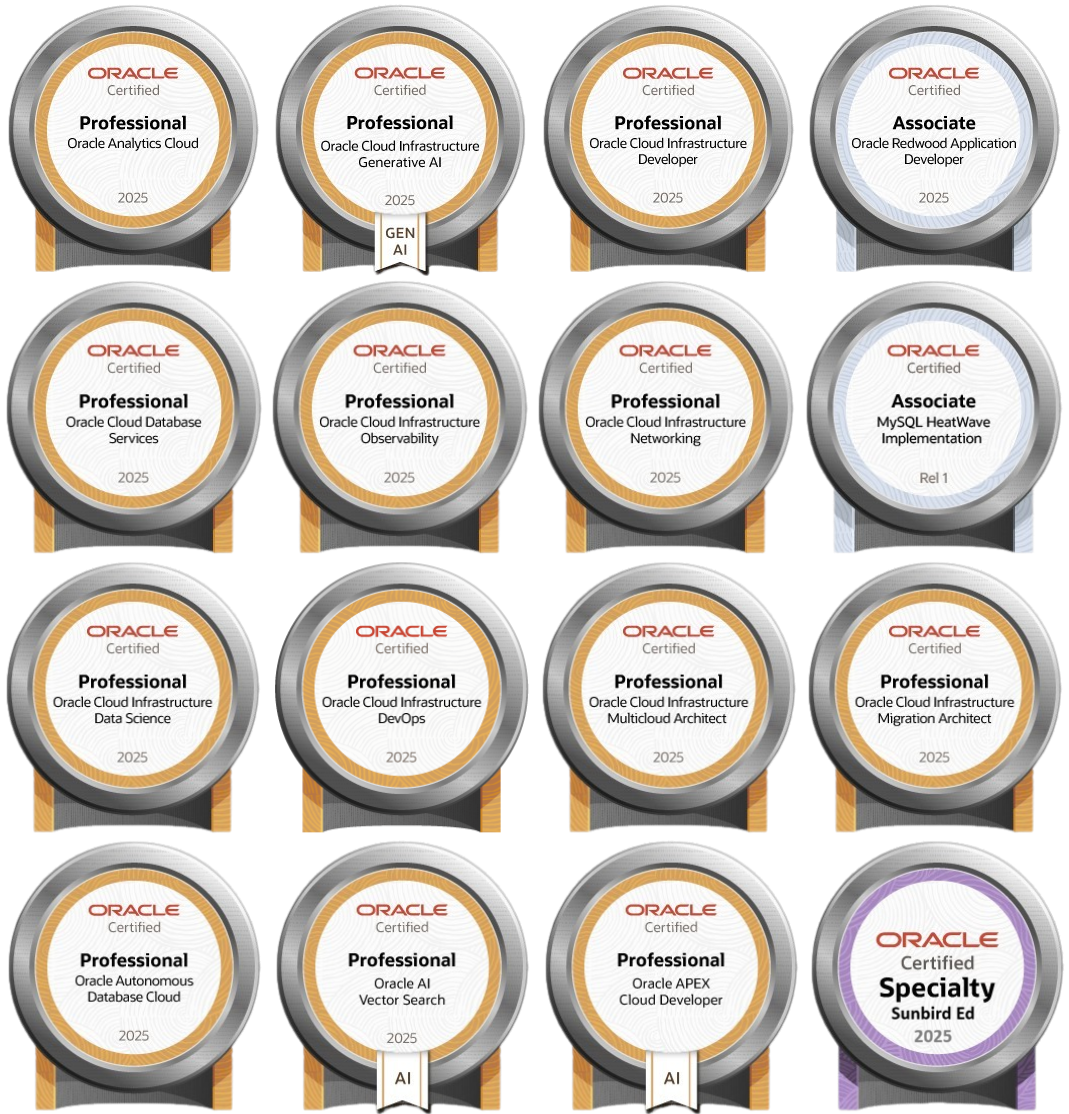 ORACLE
Certified
Professional
Oracle Analytics Cloud
2025
ORACLE
Certified
Professional
Oracle Cloud Infrastructure
Generative AI
2025
GEN
AI
ORACLE
Certified
Professional
Oracle Cloud Infrastructure
Developer
2025
ORACLE
Certified
Associate
Oracle Redwood Application
Developer
2025
ORACLE
Certified
Professional
Oracle Cloud Database
Services
2025
ORACLE
Certified
Professional
Oracle Cloud Infrastructure
Observability
2025
ORACLE
Certified
Professional
Oracle Cloud Infrastructure
Networking
2025
ORACLE
Certified
Associate
MySQL HeatWave
Implementation
Rel 1
ORACLE
Certified
Professional
Oracle Cloud Infrastructure
Data Science
2025
ORACLE
Certified
Professional
Oracle Cloud Infrastructure
DevOps
2025
ORACLE
Certified
Professional
Oracle Cloud Infrastructure
Multicloud Architect
2025
ORACLE
Certified
Professional
Oracle Cloud Infrastructure
Migration Architect
2025
ORACLE
Certified
Professional
Oracle Autonomous
Database Cloud
2025
ORACLE
Certified
Professional
Oracle AI
Vector Search
2025
AI
ORACLE
Certified
Professional
Oracle APEX
Cloud Developer
AI
ORACLE
Certified
Specialty
Sunbird Ed
2025